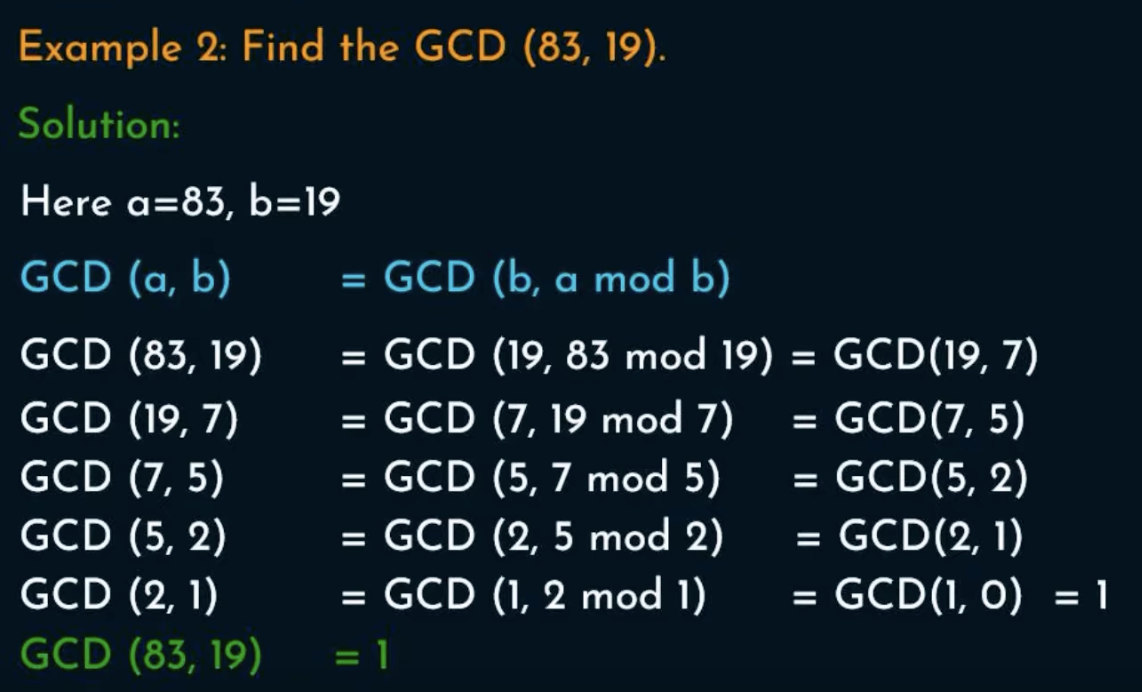 Example 2: Find the GCD (83, 19).
Solution:
Here a=83, b=19
GCD (a, b) = GCD (b, a mod b)
GCD (83, 19) = GCD (19, 83 mod 19) = GCD(19, 7)
GCD (19, 7) = GCD (7, 19 mod 7) = GCD(7, 5)
GCD (7, 5) = GCD (5, 7 mod 5) = GCD(5, 2)
GCD (5, 2) = GCD (2, 5 mod 2) = GCD(2, 1)
GCD (2, 1) = GCD (1, 2 mod 1) = GCD(1, 0) = 1
GCD (83, 19) = 1